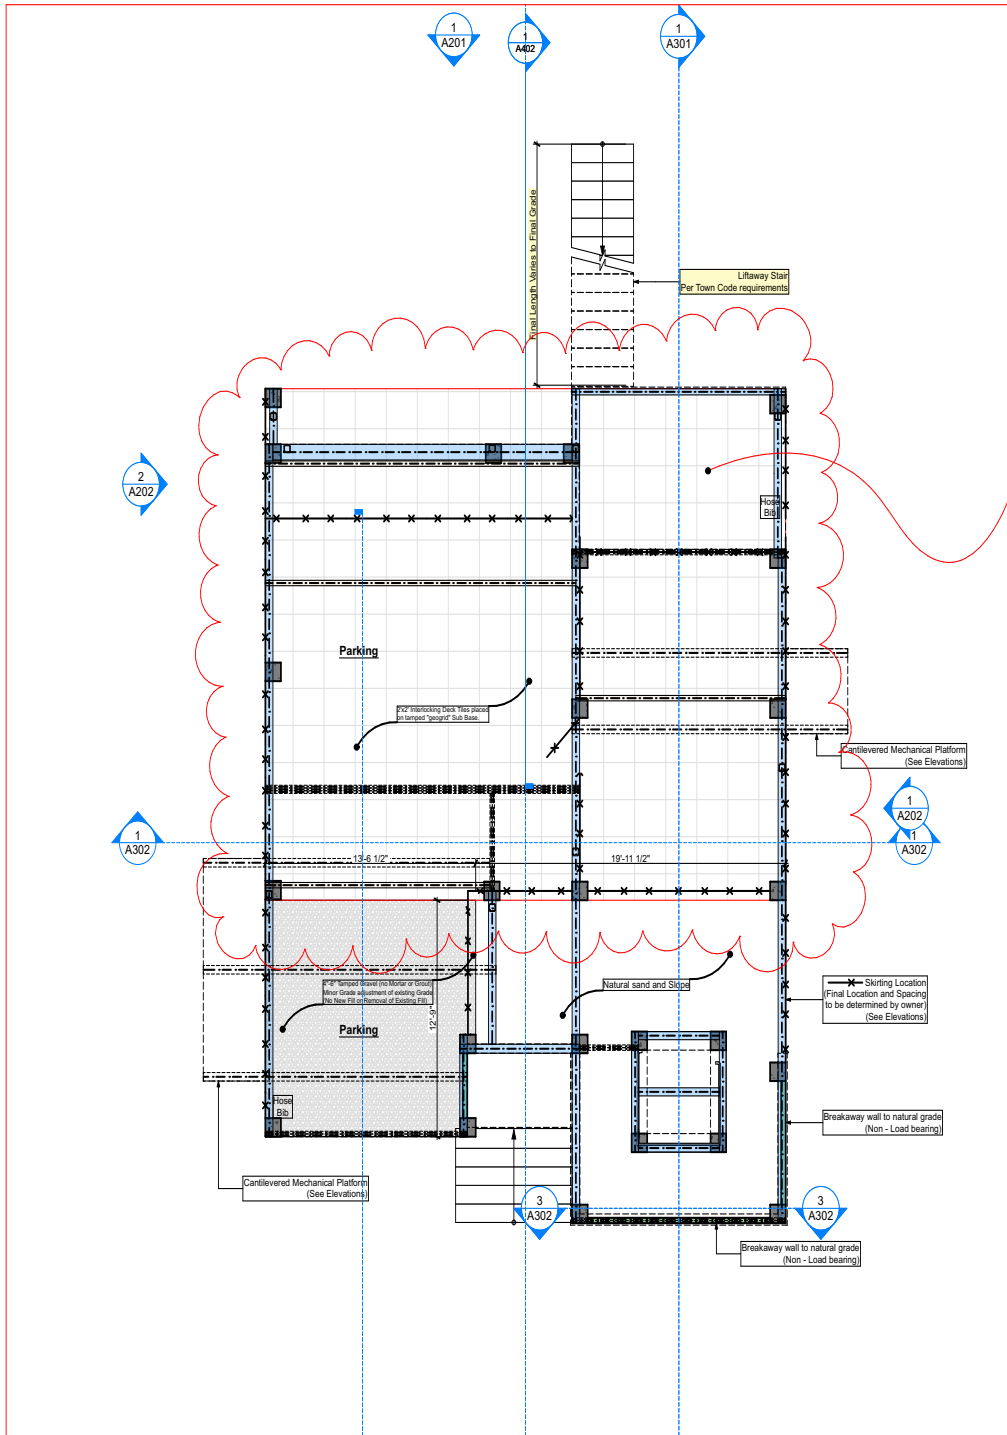 1
A201
1
A402
1
A301
Final Length Varies to Final Grade
Liftaway Stair
Per Town Code requirements
2
A202
Hose
Bib
Parking
2'x2' Interlocking Deck Tiles placed
on tamped "geogrid" Sub Base.
Cantilevered Mechanical Platform
(See Elevations)
1
A202
1
A302
1
A302
13'-6 1/2"
19'-11 1/2"
4"-6" Tamped Gravel (no Mortar or Grout)
Minor Grade adjustment of existing Grade
(No New Fill or Removal of Existing Fill)
12'-9"
Parking
Natural sand and Slope
Skirting Location
(Final Location and Spacing
to be determined by owner)
(See Elevations)
Hose
Bib
Breakaway wall to natural grade
(Non - Load bearing)
Cantilevered Mechanical Platform
(See Elevations)
3
A302
3
A302
Breakaway wall to natural grade
(Non - Load bearing)